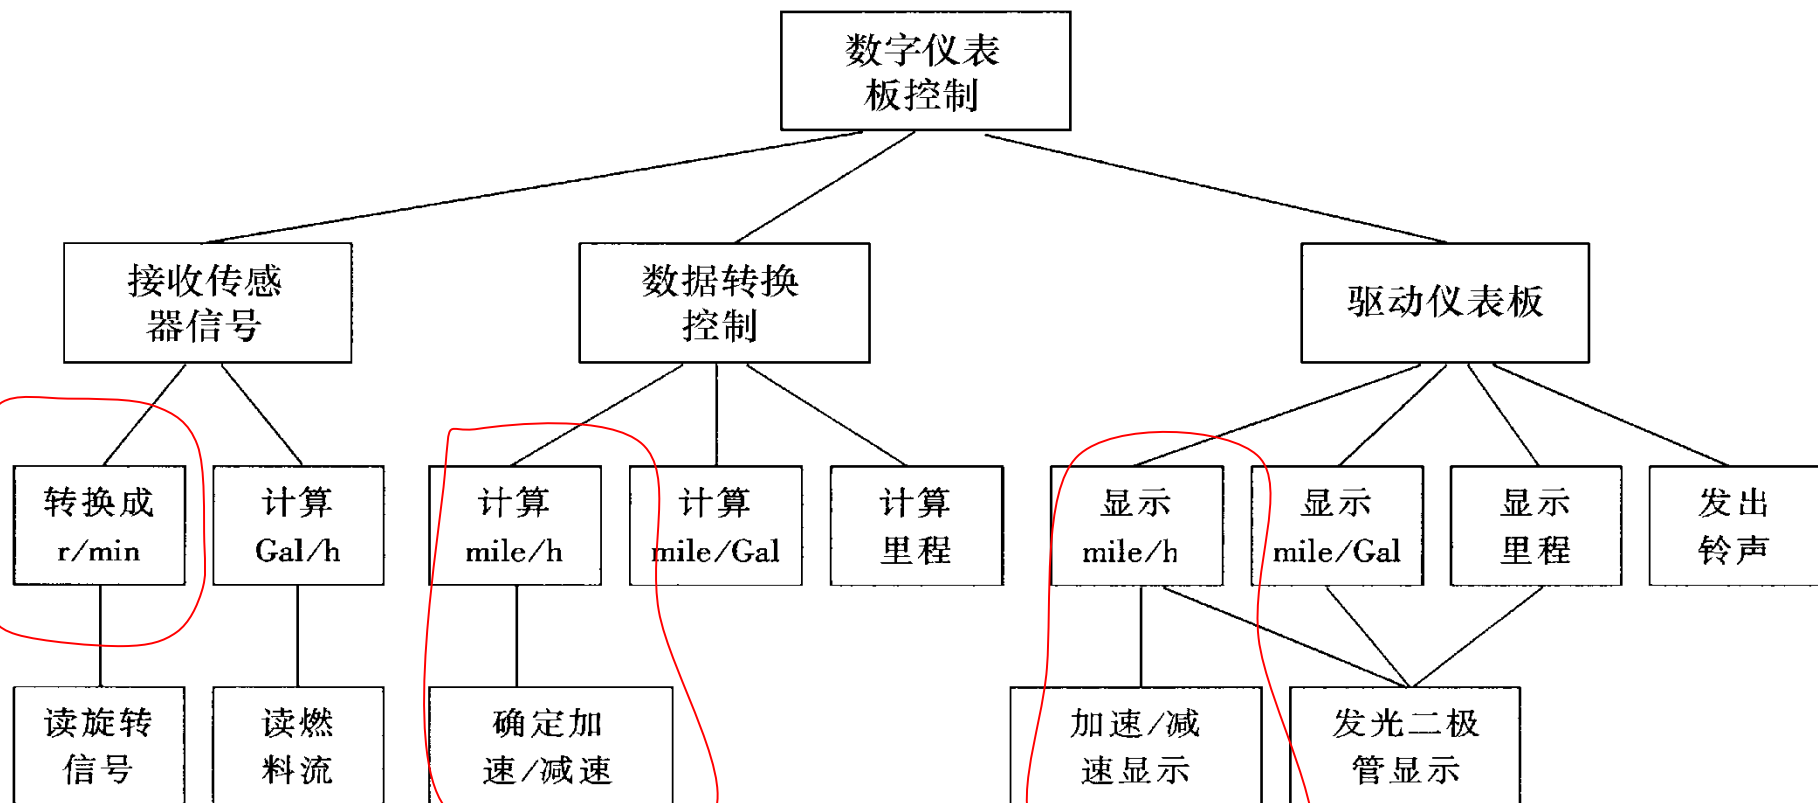 数字仪表
板控制
接收传感
器信号
数据转换
控制
驱动仪表板
转换成
r/min
计算
Gal/h
计算
mile/h
计算
mile/Gal
计算
里程
显示
mile/h
显示
mile/Gal
显示
里程
发出
铃声
读旋转
信号
读燃
料流
确定加
速/减速
加速/减
速显示
发光二极
管显示